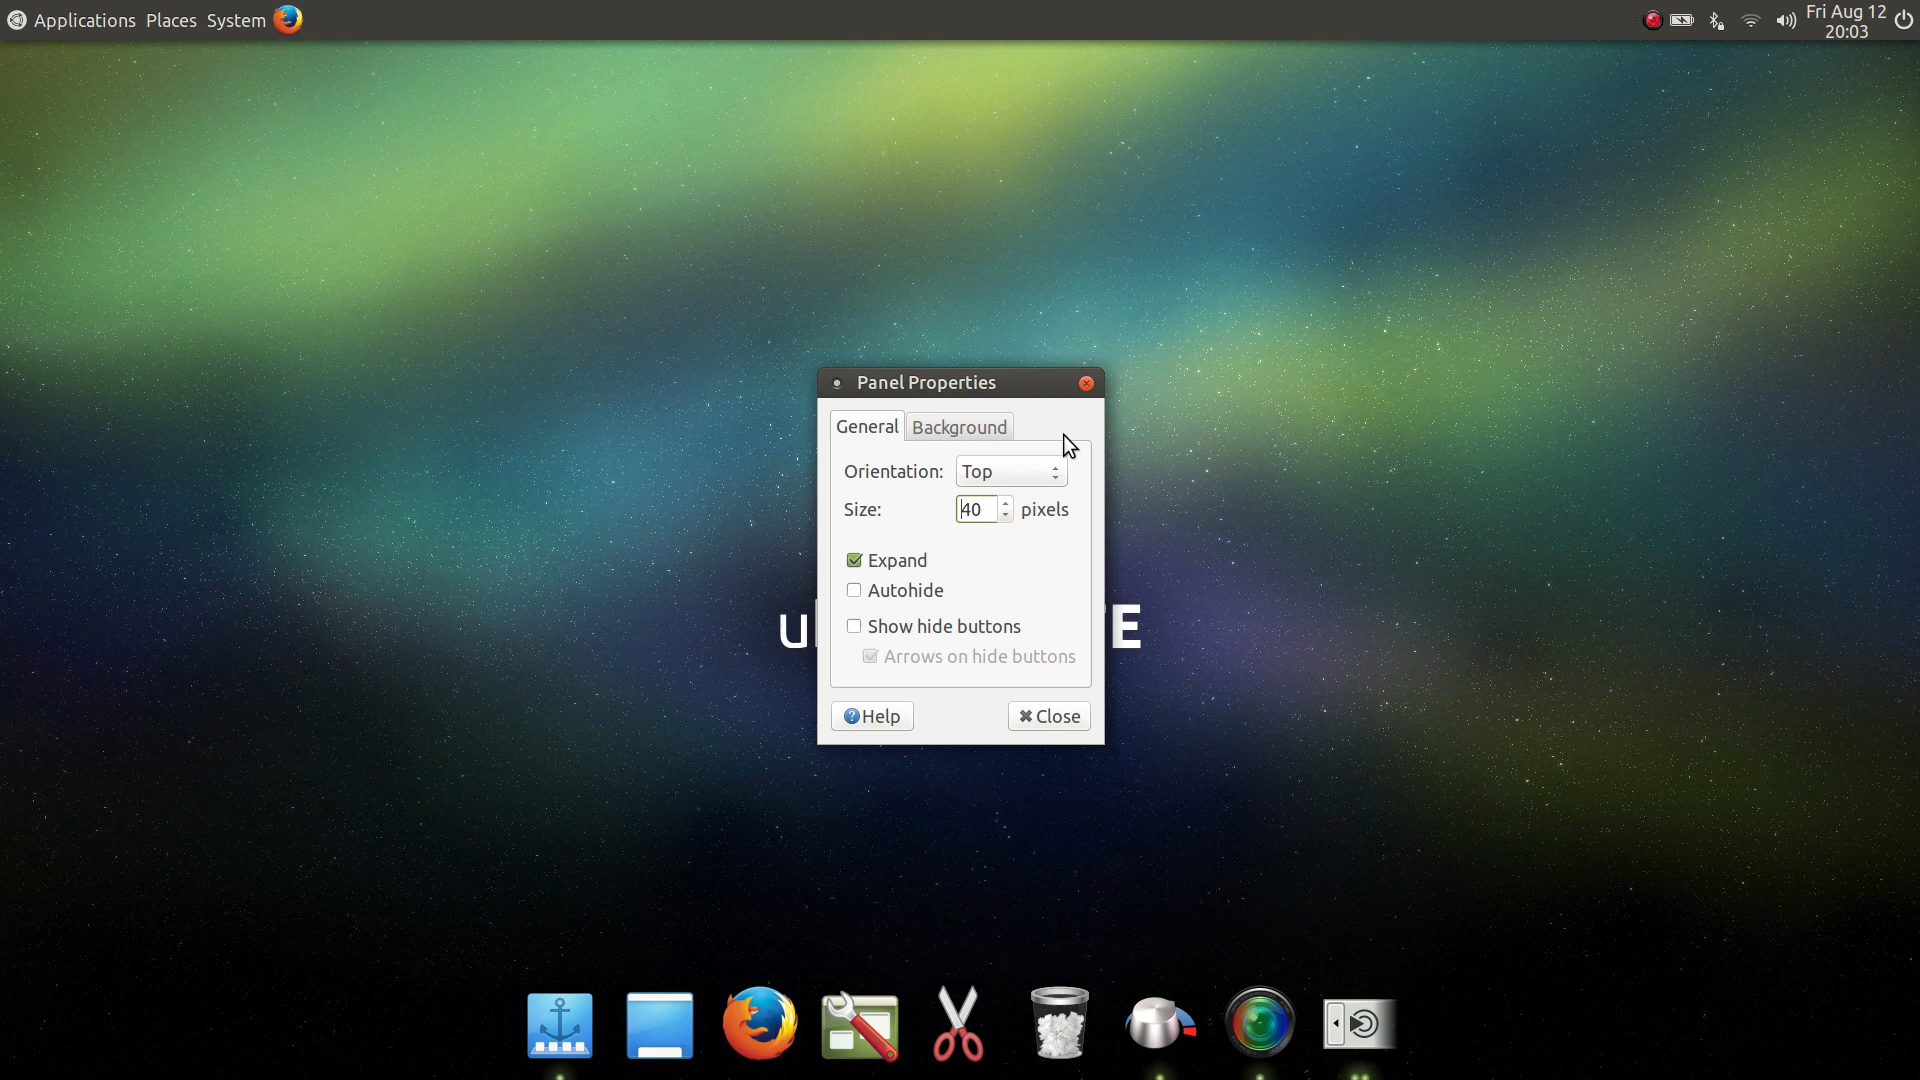 Applications Places System
Fri Aug 12
20:03
Panel Properties
General Background
Orientation: Top
Size: 40 pixels
Expand
Autohide
Show hide buttons
u E
Arrows on hide buttons
Help Close